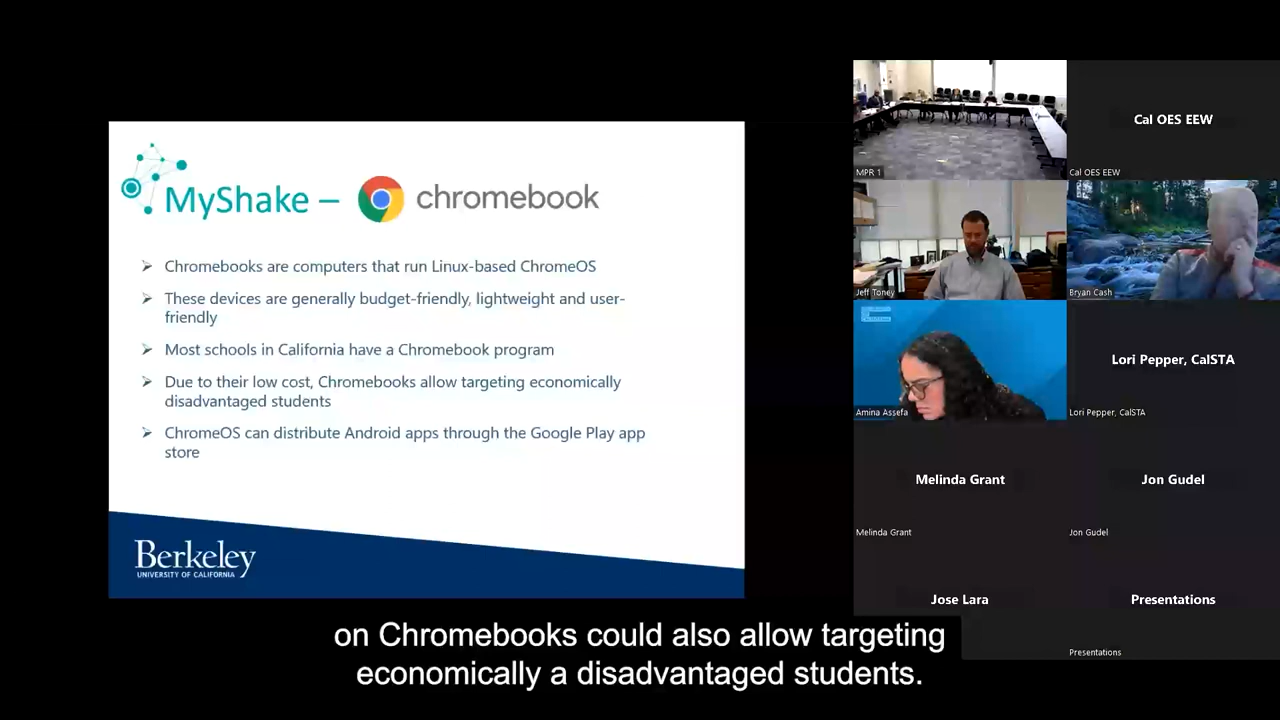 MyShake –
chromebook
Chromebooks are computers that run Linux-based ChromeOS
These devices are generally budget-friendly, lightweight and user-
friendly
Most schools in California have a Chromebook program
Due to their low cost, Chromebooks allow targeting economically
disadvantaged students
ChromeOS can distribute Android apps through the Google Play app
store
Berkeley
UNIVERSITY OF CALIFORNIA
MPR 1
Cal OES EEW
Cal OES EEW
Jeff Toney
Bryan Cash
Amina Assefa
Lori Pepper, CalSTA
Lori Pepper, CalSTA
Melinda Grant
Melinda Grant
Jon Gudel
Jon Gudel
Jose Lara
Presentations
Presentations
on Chromebooks could also allow targeting
economically a disadvantaged students.